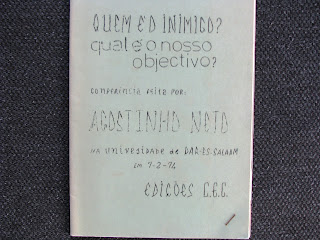 QUEM É O INIMIGO?
qual é o nosso
objectivo?
CONFERÊNCIA FEITA POR:
AGOSTINHO NETO
NA UNIVERSIDADE DE DAR-ES-SALAAM
EM 7-2-74
EDIÇÕES C.E.C.